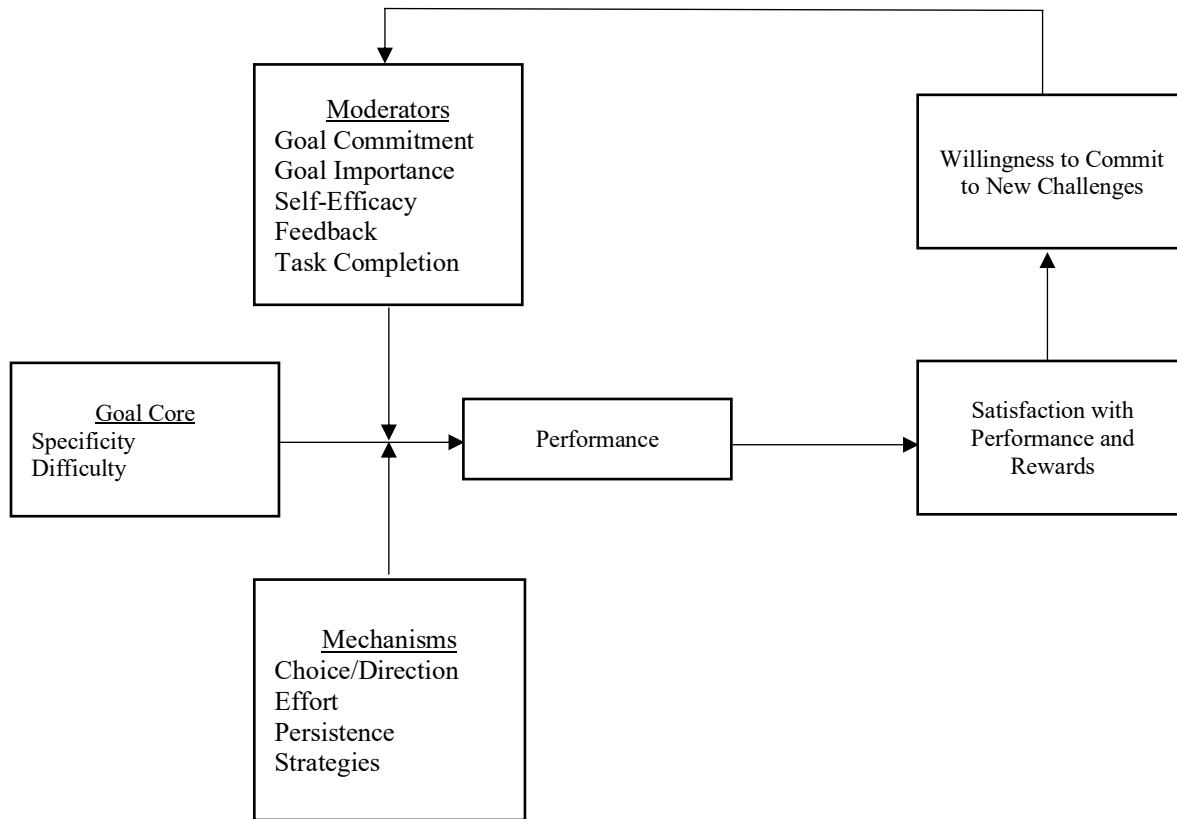 Moderators
Goal Commitment
Goal Importance
Self-Efficacy
Feedback
Task Completion
Willingness to Commit
to New Challenges
Goal Core
Specificity
Difficulty
Performance
Satisfaction with
Performance and
Rewards
Mechanisms
Choice/Direction
Effort
Persistence
Strategies